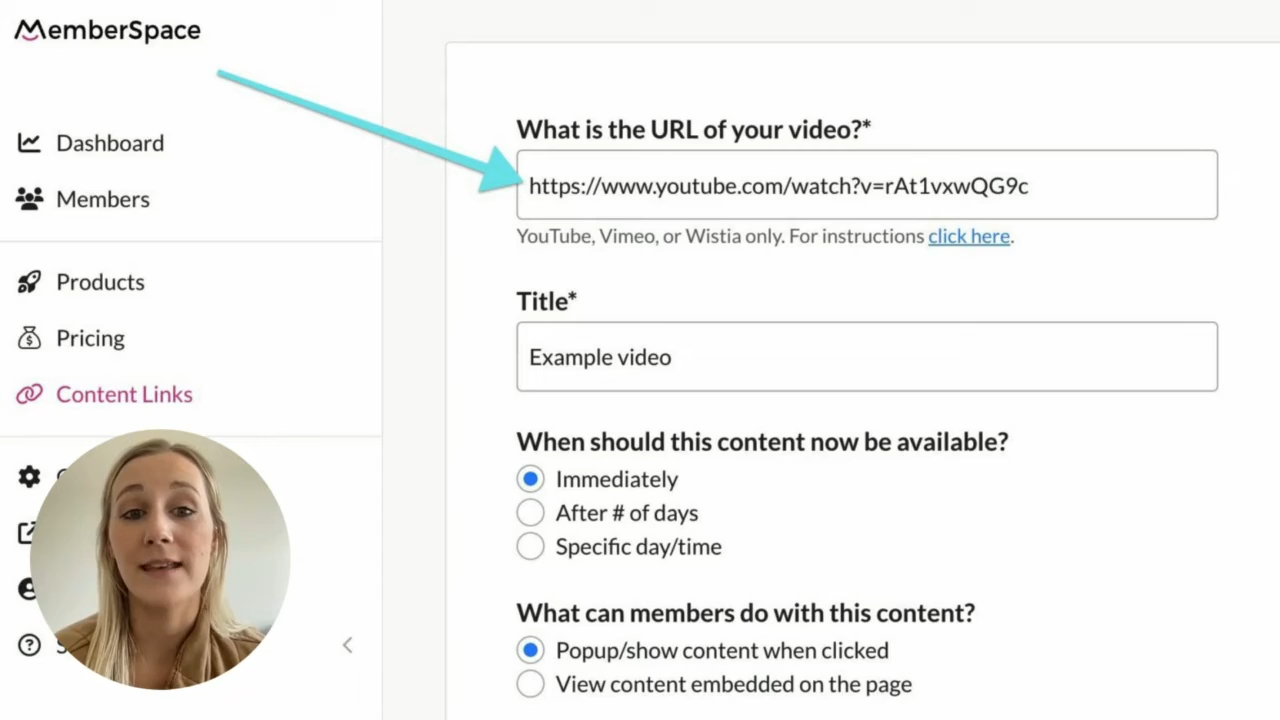 MemberSpace
Dashboard
Members
Products
Pricing
Content Links
What is the URL of your video?*
https://www.youtube.com/watch?v=rAt1vxwQG9c
YouTube, Vimeo, or Wistia only. For instructions click here.
Title*
Example video
When should this content now be available?
Immediately
After # of days
Specific day/time
What can members do with this content?
Popup/show content when clicked
View content embedded on the page